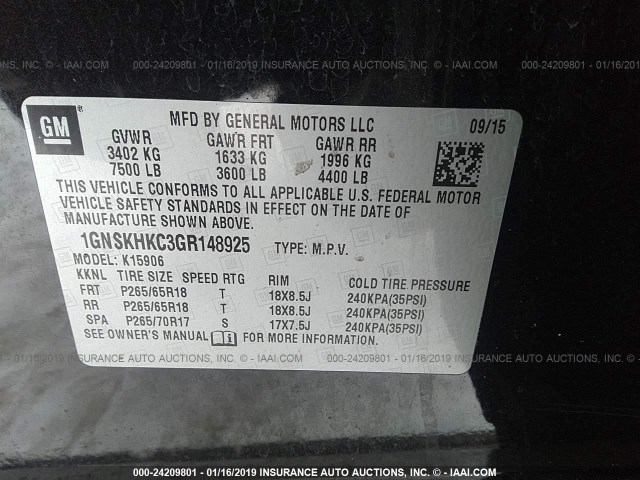 000-24209801 - 01/16/2019 INSURANCE AUTO AUCTIONS, INC. - IAAI.COM
GM
®
MFD BY GENERAL MOTORS LLC 09/15
GVWR GAWR FRT GAWR RR
3402 KG 1633 KG 1996 KG
7500 LB 3600 LB 4400 LB
THIS VEHICLE CONFORMS TO ALL APPLICABLE U.S. FEDERAL MOTOR
VEHICLE SAFETY STANDARDS IN EFFECT ON THE DATE OF
MANUFACTURE SHOWN ABOVE.
1GNSKHKC3GR148925 TYPE: M.P.V.
MODEL: K15906
KKNL TIRE SIZE SPEED RTG RIM COLD TIRE PRESSURE
FRT P265/65R18 T 18X8.5J 240KPA(35PSI)
RR P265/65R18 T 18X8.5J 240KPA(35PSI)
SPA P265/70R17 S 17X7.5J 240KPA(35PSI)
SEE OWNER'S MANUAL FOR MORE INFORMATION.
000-24209801 - 01/16/2019 INSURANCE AUTO AUCTIONS, INC. - IAAI.COM
000-24209801 - 01/16/2019 INSURANCE AUTO AUCTIONS, INC. - IAAI.COM